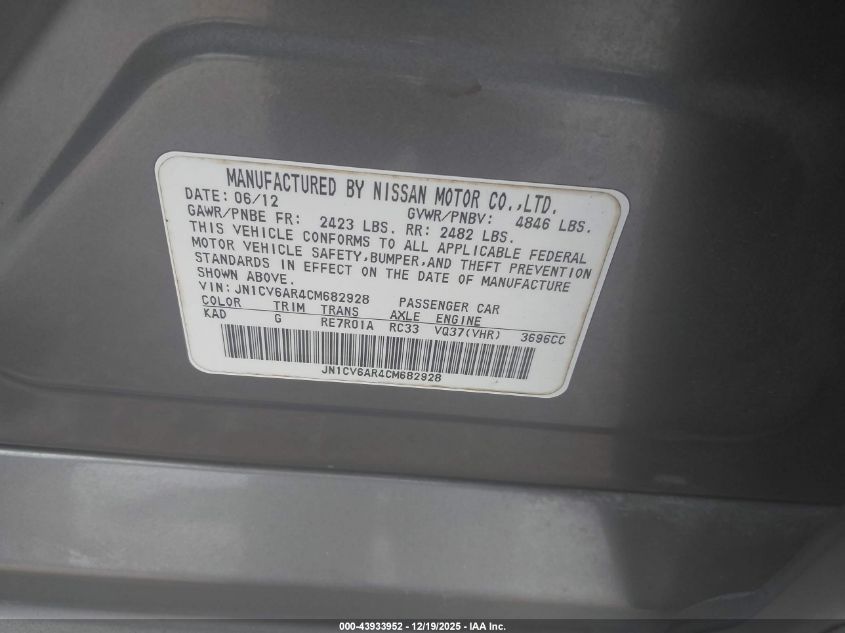 MANUFACTURED BY NISSAN MOTOR CO.,LTD.
DATE: 06/12 GVWR/PNBV: 4846 LBS.
GAWR/PNBE FR: 2423 LBS. RR: 2482 LBS.
THIS VEHICLE CONFORMS TO ALL APPLICABLE FEDERAL
MOTOR VEHICLE SAFETY,BUMPER,AND THEFT PREVENTION
STANDARDS IN EFFECT ON THE DATE OF MANUFACTURE
SHOWN ABOVE.
VIN: JN1CV6AR4CM682928 PASSENGER CAR
COLOR TRIM TRANS AXLE ENGINE
KAD G RE7R01A RC33 VQ37(VHR) 3696CC
JN1CV6AR4CM682928
000-43933952 - 12/19/2025 - IAA Inc.